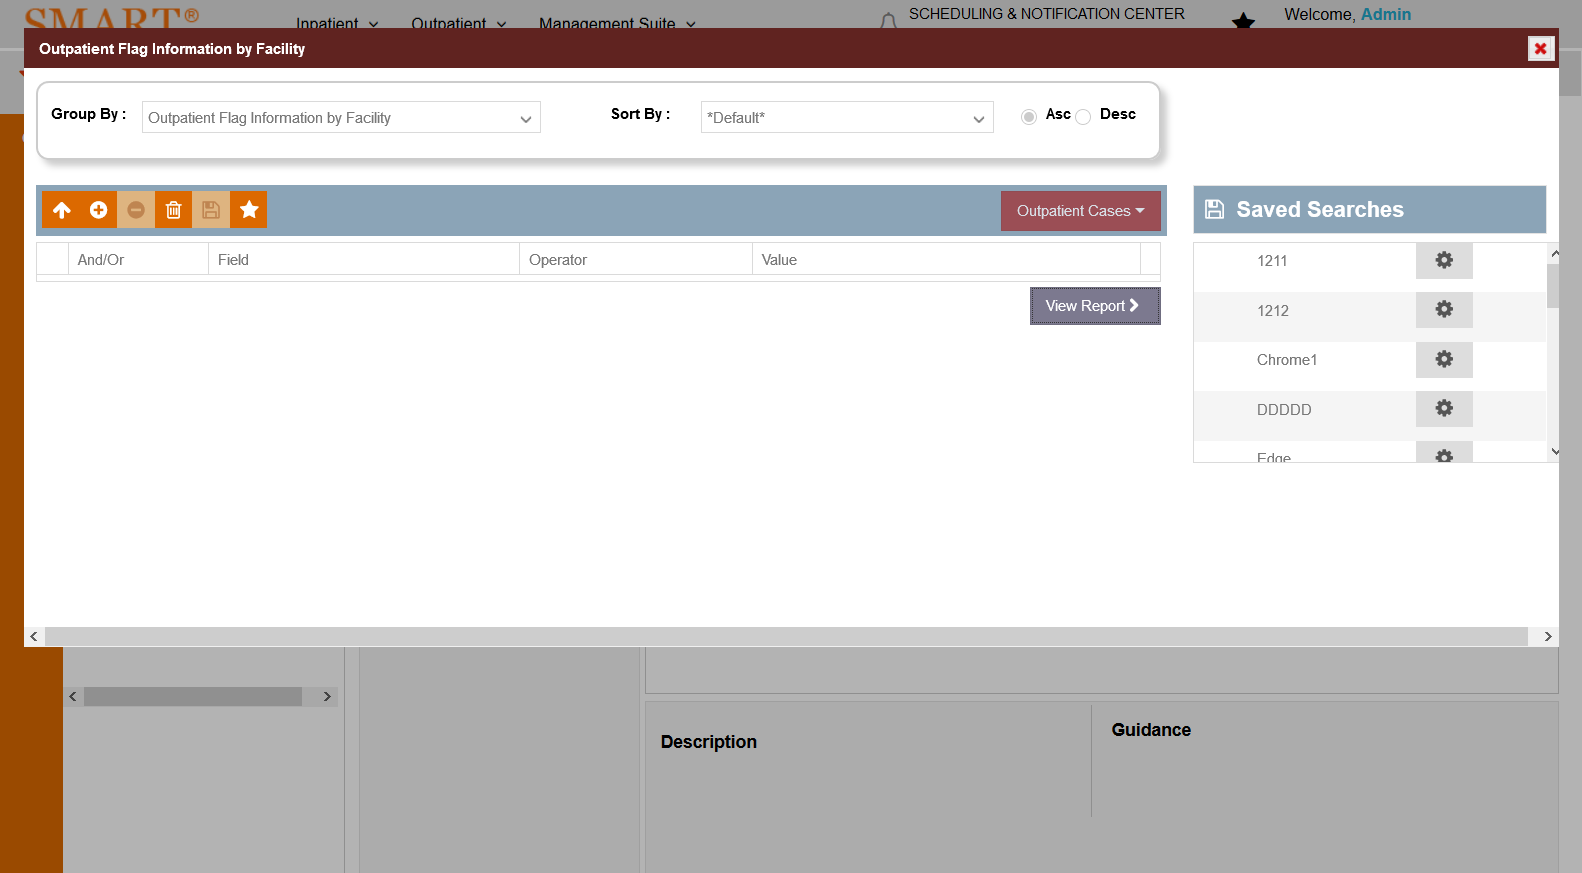 SMART®
Inpatient
Outpatient
Management Suite
SCHEDULING & NOTIFICATION CENTER
Welcome, Admin
Outpatient Flag Information by Facility
Group By :
Outpatient Flag Information by Facility
Sort By :
*Default*
Asc
Desc
Outpatient Cases
Saved Searches
And/Or
Field
Operator
Value
View Report
1211
1212
Chrome1
DDDDD
Edge
Description
Guidance